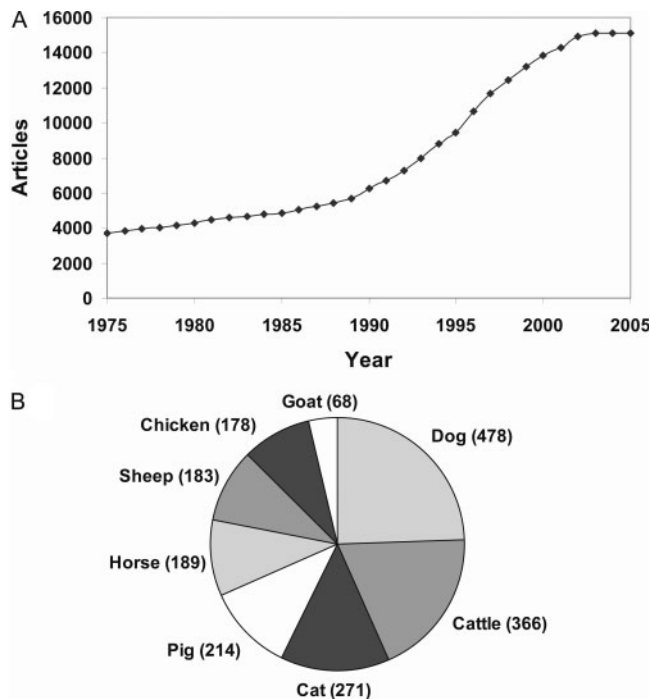 A
16000
14000
12000
10000
8000
6000
4000
2000
0
Articles
1975 1980 1985 1990 1995 2000 2005
Year
B
Goat (68)
Chicken (178)
Dog (478)
Sheep (183)
Horse (189)
Cattle (366)
Pig (214)
Cat (271)